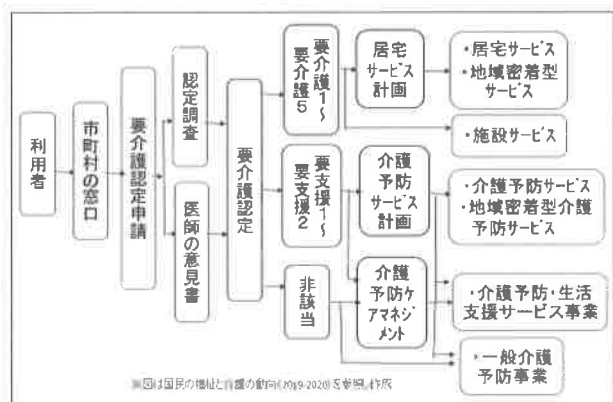 利用者
市町村の窓口
要介護認定申請
認定調査
医師の意見書
要介護認定
要介護1～
要介護5
要支援1～
要支援2
非該当
居宅
サービス
計画
介護
予防
サービス
計画
介護
予防ケ
アマネジ
メント
・居宅サービス
・地域密着型
サービス
・施設サービス
・介護予防サービス
・地域密着型介護
予防サービス
・介護予防・生活
支援サービス事業
・一般介護
予防事業
図は国民の福祉と介護の動向(2019-2020)を参照し作成